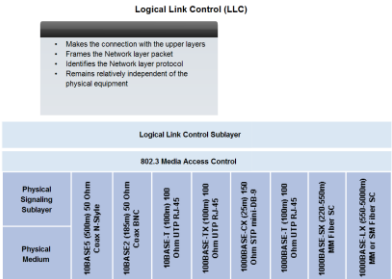 Logical Link Control (LLC)
• Makes the connection with the upper layers
• Frames the Network layer packet
• Identifies the Network layer protocol
• Remains relatively independent of the
physical equipment
Logical Link Control Sublayer
802.3 Media Access Control
Physical
Signaling
Sublayer
Physical
Medium
10BASE5 (500m) 50 Ohm
Coax N-Style
10BASE2 (185m) 50 Ohm
Coax BNC
10BASE-T (100m) 100
Ohm UTP RJ-45
100BASE-TX (100m) 100
Ohm UTP RJ-45
1000BASE-CX (25m) 150
Ohm STP mini-DB-9
1000BASE-T (100m) 100
Ohm UTP RJ-45
1000BASE-SX (220-550m)
MM Fiber SC
1000BASE-LX (550-5000m)
MM or SM Fiber SC